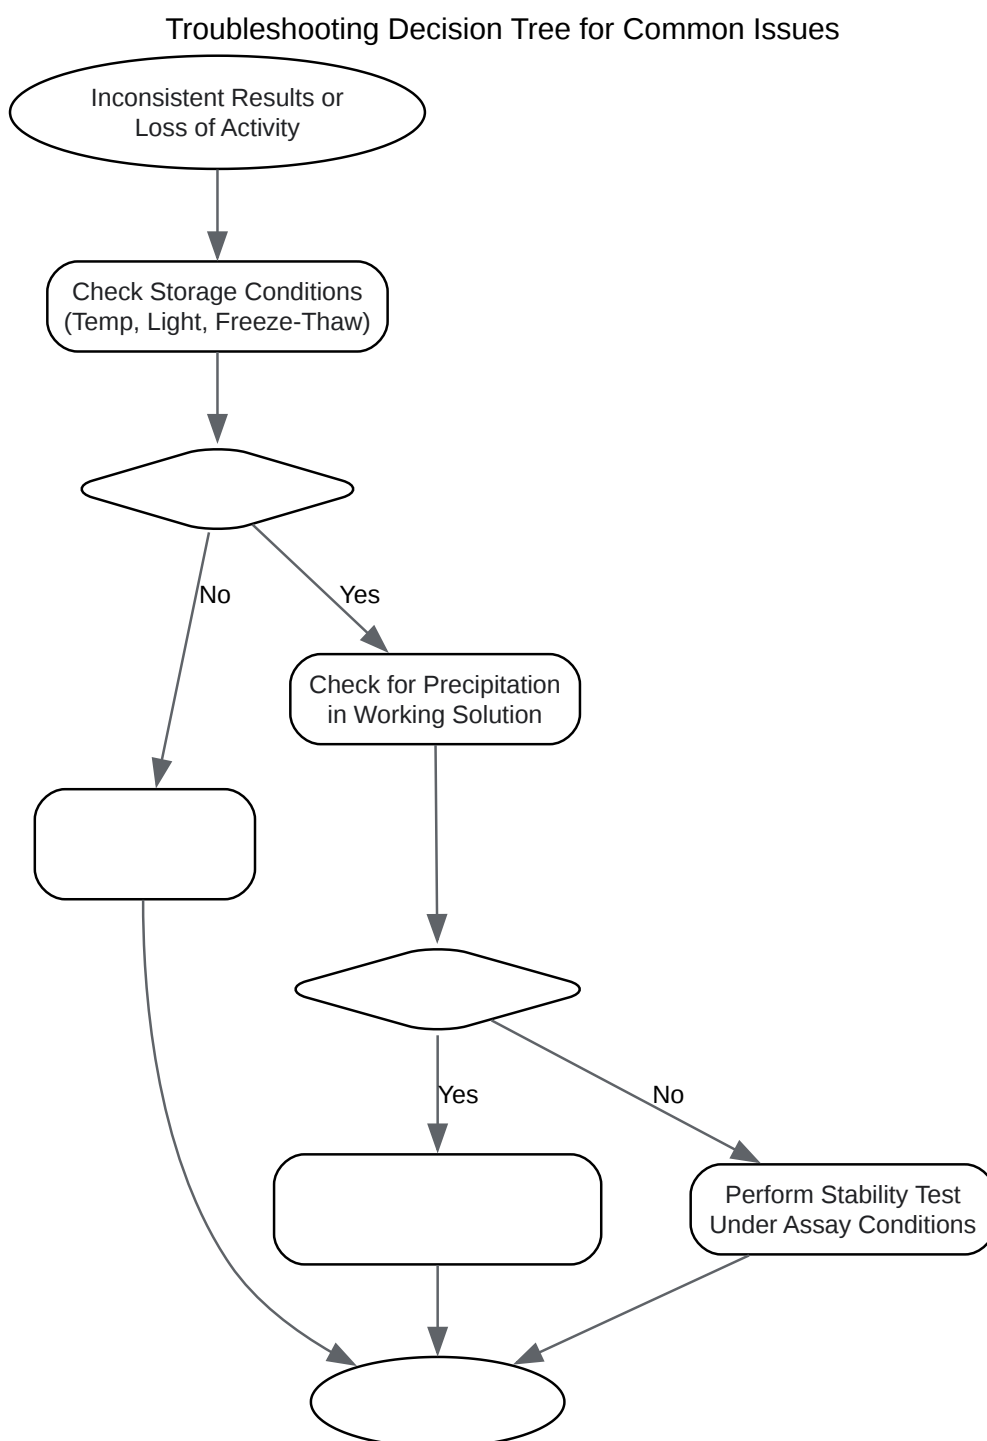 Troubleshooting Decision Tree for Common Issues
Inconsistent Results or
Loss of Activity
Check Storage Conditions
(Temp, Light, Freeze-Thaw)
No
Yes
Check for Precipitation
in Working Solution
Yes
No
Perform Stability Test
Under Assay Conditions